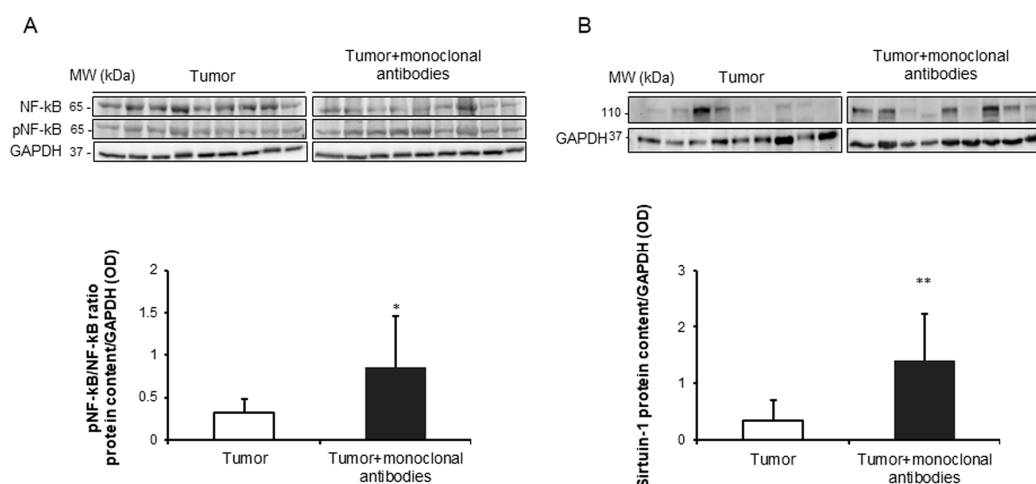 A
MW (kDa)
Tumor
Tumor+monoclonal
antibodies
NF-kB 65 -
pNF-kB 65 -
GAPDH 37 -
pNF-kB/NF-kB ratio
protein content/GAPDH (OD)
2
1.5
1
0.5
0
*
Tumor
Tumor+monoclonal
antibodies
B
MW (kDa)
Tumor
Tumor+monoclonal
antibodies
110 -
GAPDH 37 -
Sirtuin-1 protein content/GAPDH (OD)
3
2
1
0
**
Tumor
Tumor+monoclonal
antibodies